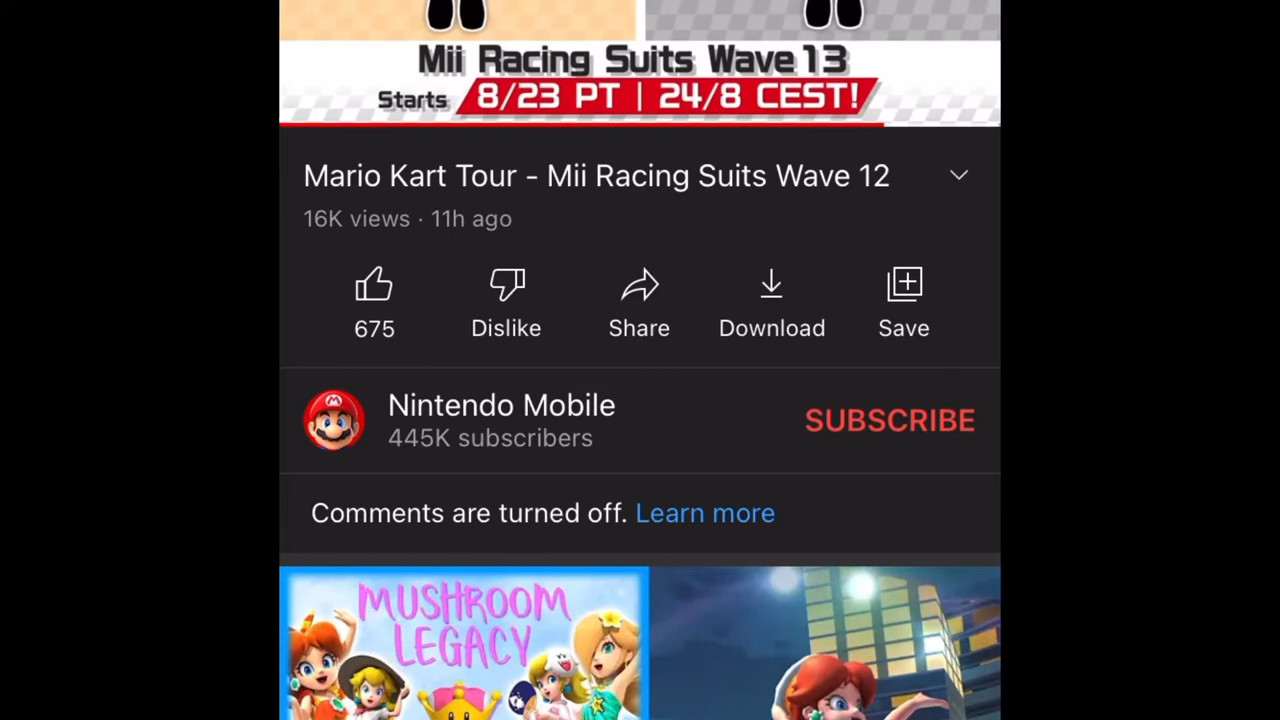 Mii Racing Suits Wave 13
Starts 8/23 PT | 24/8 CEST!
Mario Kart Tour - Mii Racing Suits Wave 12
16K views · 11h ago
675 Dislike Share Download Save
Nintendo Mobile
445K subscribers
SUBSCRIBE
Comments are turned off. Learn more
MUSHROOM
LEGACY